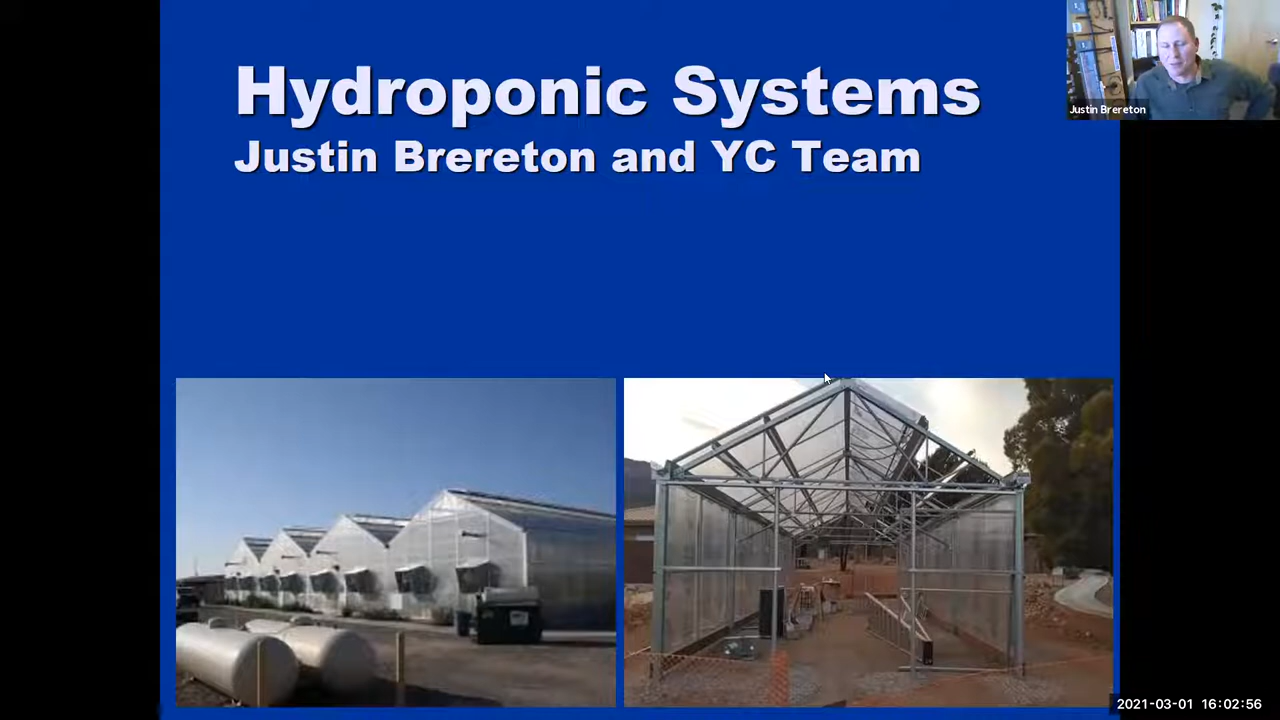 Hydroponic Systems
Justin Brereton and YC Team
Justin Brereton
2021-03-01 16:02:56